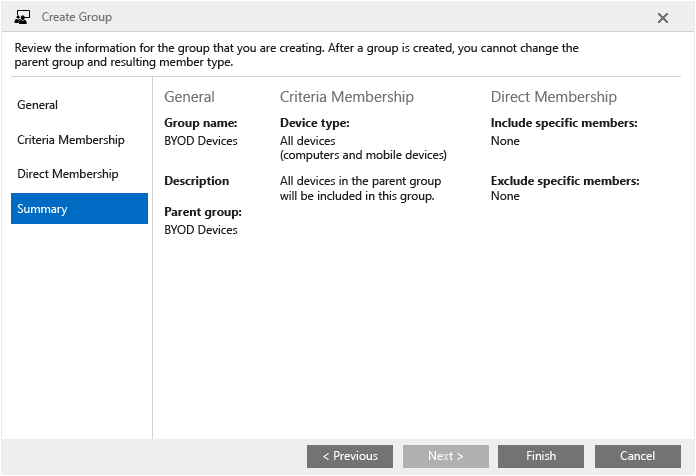 Create Group
Review the information for the group that you are creating. After a group is created, you cannot change the
parent group and resulting member type.
General
Criteria Membership
Direct Membership
Summary
General
Group name:
BYOD Devices
Description
Parent group:
BYOD Devices
Criteria Membership
Device type:
All devices
(computers and mobile devices)
All devices in the parent group
will be included in this group.
Direct Membership
Include specific members:
None
Exclude specific members:
None
< Previous
Next >
Finish
Cancel